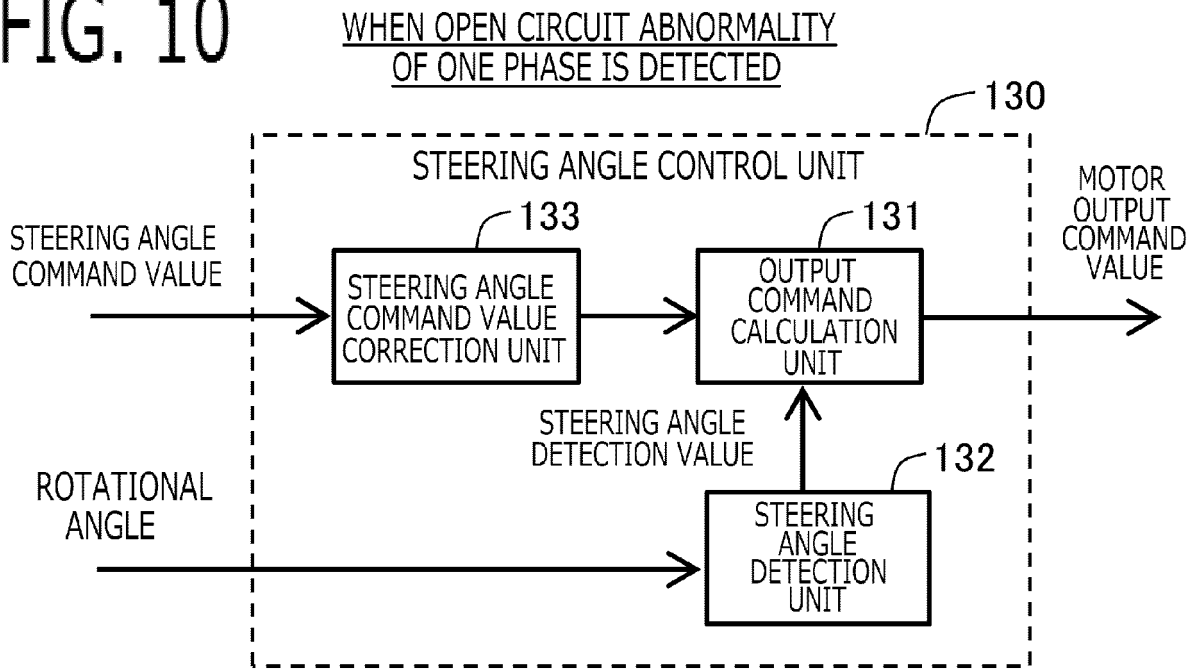 FIG. 10
WHEN OPEN CIRCUIT ABNORMALITY
OF ONE PHASE IS DETECTED
130
STEERING ANGLE CONTROL UNIT
STEERING ANGLE
COMMAND VALUE
133
STEERING ANGLE
COMMAND VALUE
CORRECTION UNIT
131
OUTPUT
COMMAND
CALCULATION
UNIT
MOTOR
OUTPUT
COMMAND
VALUE
STEERING ANGLE
DETECTION VALUE
ROTATIONAL
ANGLE
132
STEERING
ANGLE
DETECTION
UNIT